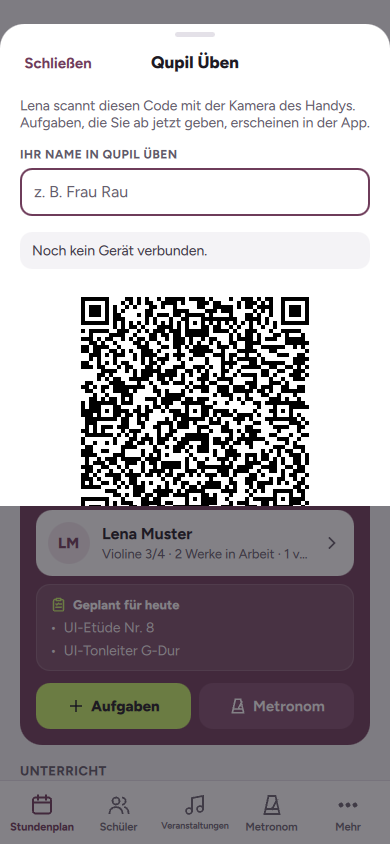 Schließen
Qupil Üben
Lena scannt diesen Code mit der Kamera des Handys.
Aufgaben, die Sie ab jetzt geben, erscheinen in der App.
IHR NAME IN QUPIL ÜBEN
z. B. Frau Rau
Noch kein Gerät verbunden.
LM
Lena Muster
Violine 3/4 · 2 Werke in Arbeit · 1 v...
Geplant für heute
• UI-Etüde Nr. 8
• UI-Tonleiter G-Dur
+ Aufgaben
Metronom
UNTERRICHT
Stundenplan
Schüler
Veranstaltungen
Metronom
Mehr